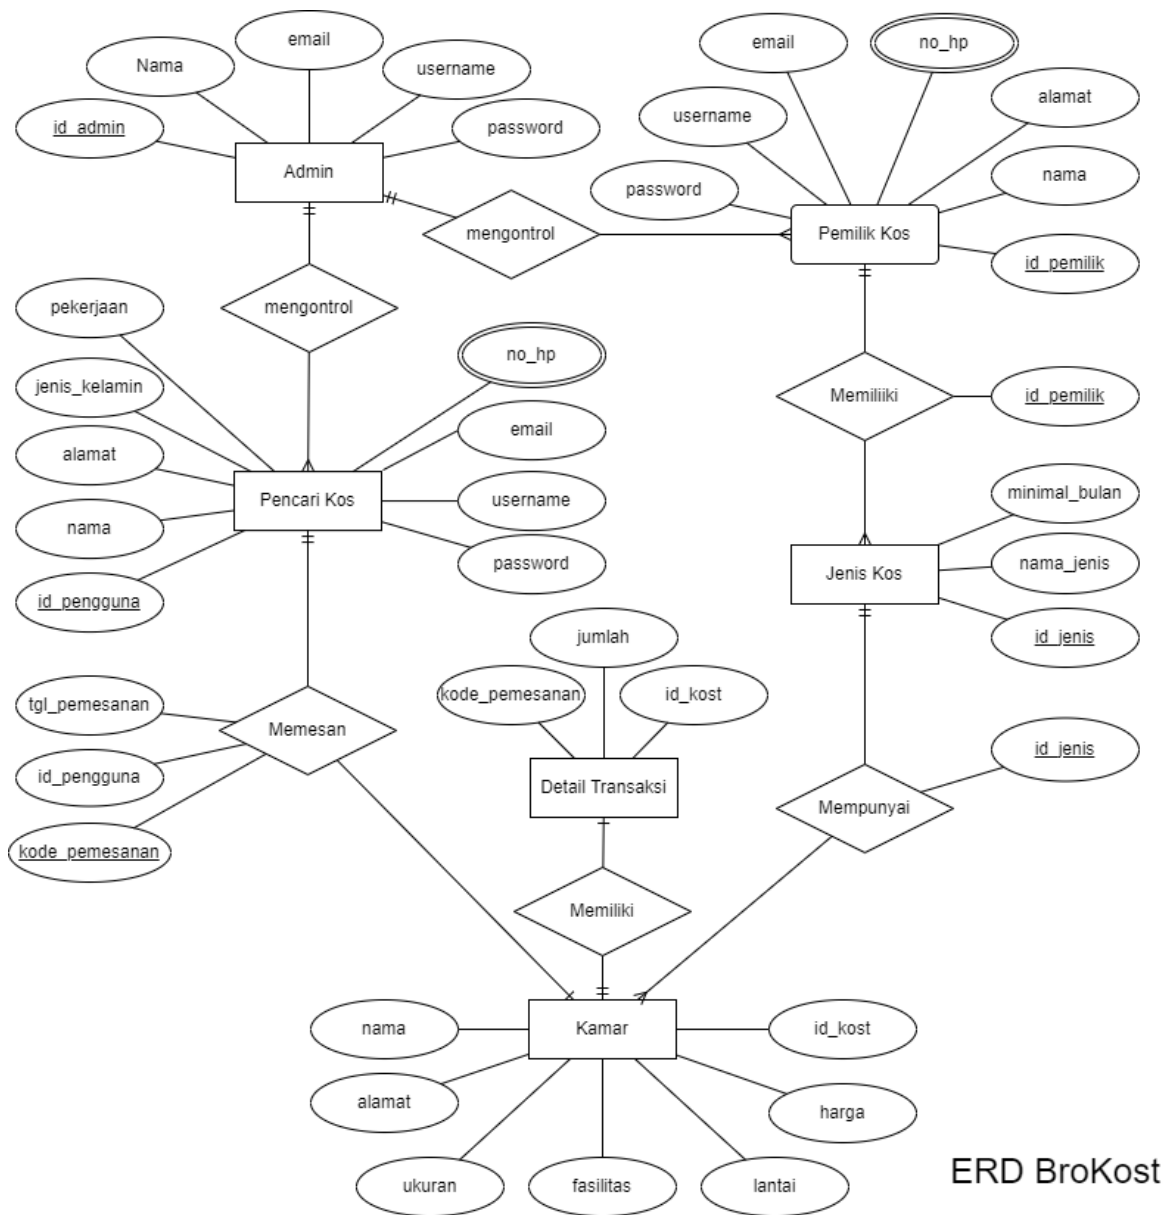 email
Nama
username
id_admin
password
Admin
email
no_hp
username
alamat
password
nama
Pemilik Kos
id_pemilik
mengontrol
mengontrol
pekerjaan
no_hp
jenis_kelamin
email
alamat
Pencari Kos
username
nama
password
id_pengguna
Memiliiki
id_pemilik
minimal_bulan
Jenis Kos
nama_jenis
id_jenis
jumlah
kode_pemesanan
id_kost
Detail Transaksi
tgl_pemesanan
Memesan
id_pengguna
kode_pemesanan
id_jenis
Mempunyai
Memiliki
nama
Kamar
id_kost
alamat
harga
ukuran
fasilitas
lantai
ERD BroKost